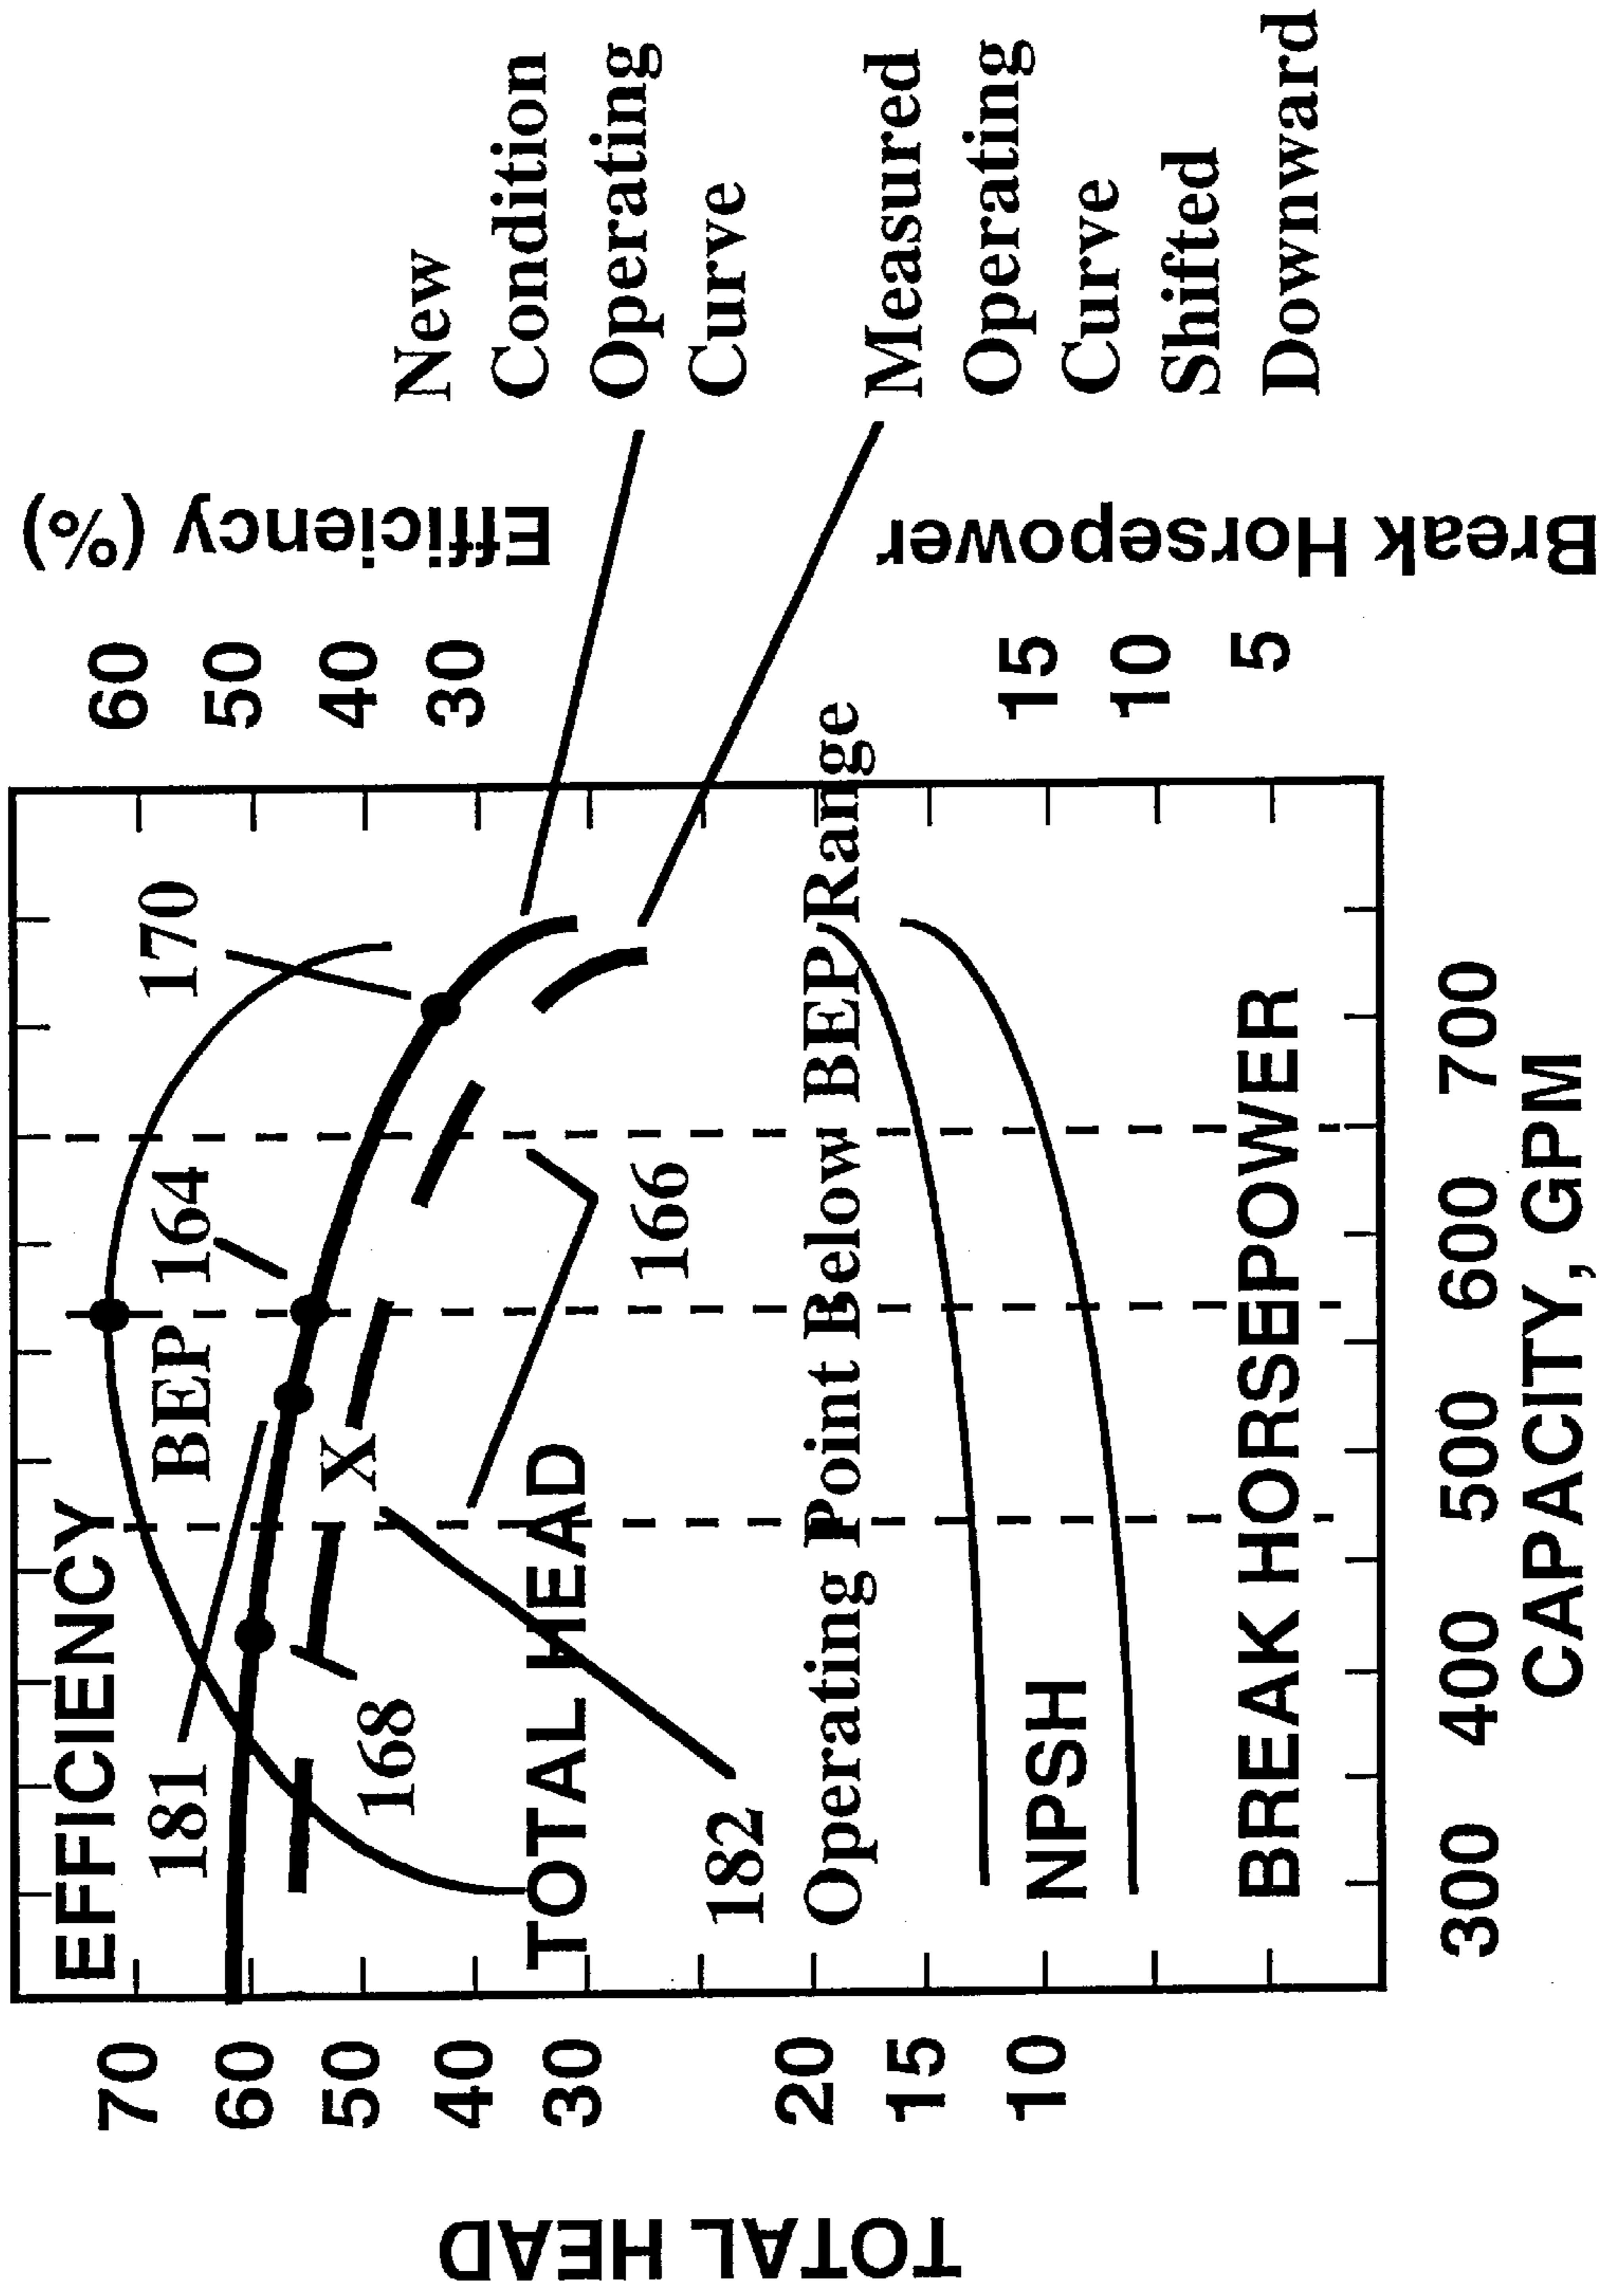 EFFICIENCY
170
181
BEP
164
X
168
TOTAL HEAD
166
182
Operating Point Below BEP Range
NPSH
BREAK HORSEPOWER
70
60
50
40
30
20
15
10
TOTAL HEAD
60
50
40
30
Efficiency (%)
15
10
5
Break Horsepower
New
Condition
Operating
Curve
Measured
Operating
Curve
Shifted
Downward
300 400 500 600 700
CAPACITY, GPM